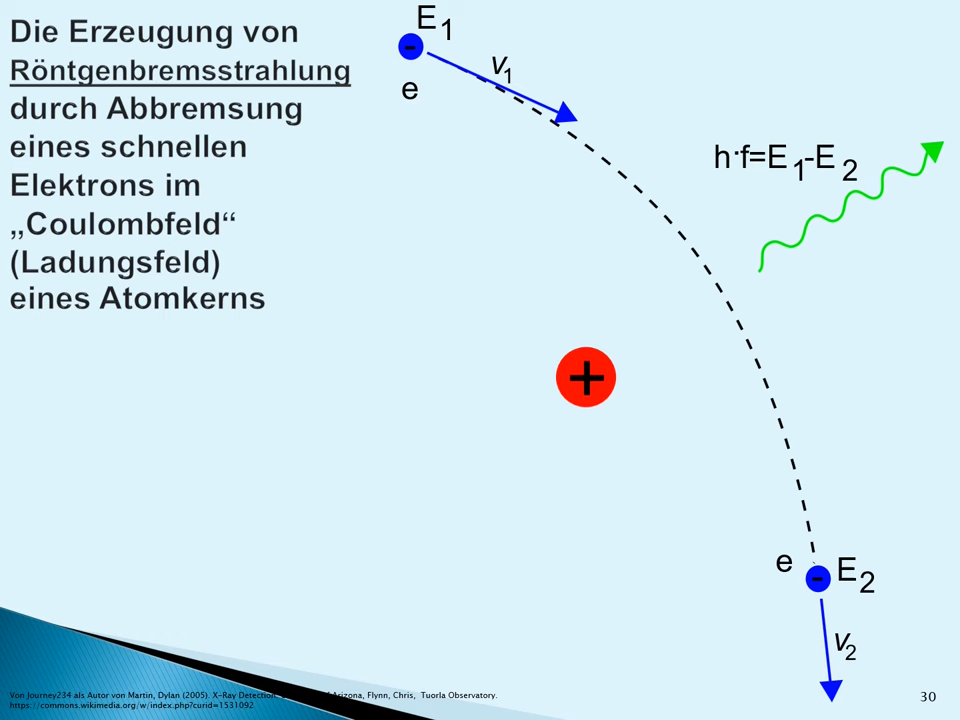 Die Erzeugung von
Röntgenbremsstrahlung
durch Abbremsung
eines schnellen
Elektrons im
„Coulombfeld“
(Ladungsfeld)
eines Atomkerns
E1
-
e
v1
h·f=E1-E2
+
e
-
E2
v2
Von Journey234 als Autor von Martin, Dylan (2005). X-Ray Detection. Arizona, Flynn, Chris, Tuorla Observatory.
https://commons.wikimedia.org/w/index.php?curid=1531092
30